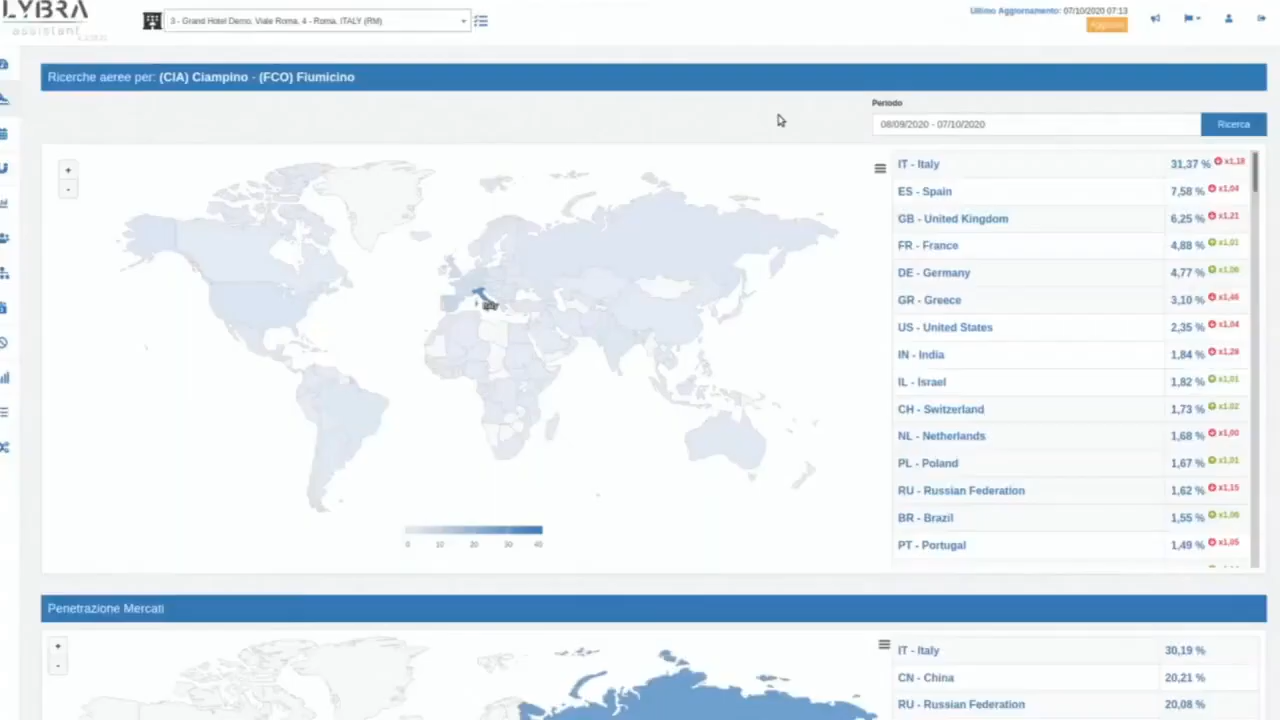 LYBRA
assistant
3 - Grand Hotel Demo, Viale Roma, 4 - Roma, ITALY (RM)
Ultimo Aggiornamento: 07/10/2020 07:13
Aggiorna
Ricerche aeree per: (CIA) Ciampino - (FCO) Fiumicino
Periodo
08/09/2020 - 07/10/2020
Ricerca
+
-
Italy
0 10 20 30 40
IT - Italy 31,37 % x1,18
ES - Spain 7,58 % x1,04
GB - United Kingdom 6,25 % x1,21
FR - France 4,88 % x1,01
DE - Germany 4,77 % x1,06
GR - Greece 3,10 % x1,46
US - United States 2,35 % x1,04
IN - India 1,84 % x1,28
IL - Israel 1,82 % x1,01
CH - Switzerland 1,73 % x1,02
NL - Netherlands 1,68 % x1,00
PL - Poland 1,67 % x1,01
RU - Russian Federation 1,62 % x1,15
BR - Brazil 1,55 % x1,06
PT - Portugal 1,49 % x1,05
Penetrazione Mercati
+
-
IT - Italy 30,19 %
CN - China 20,21 %
RU - Russian Federation 20,08 %